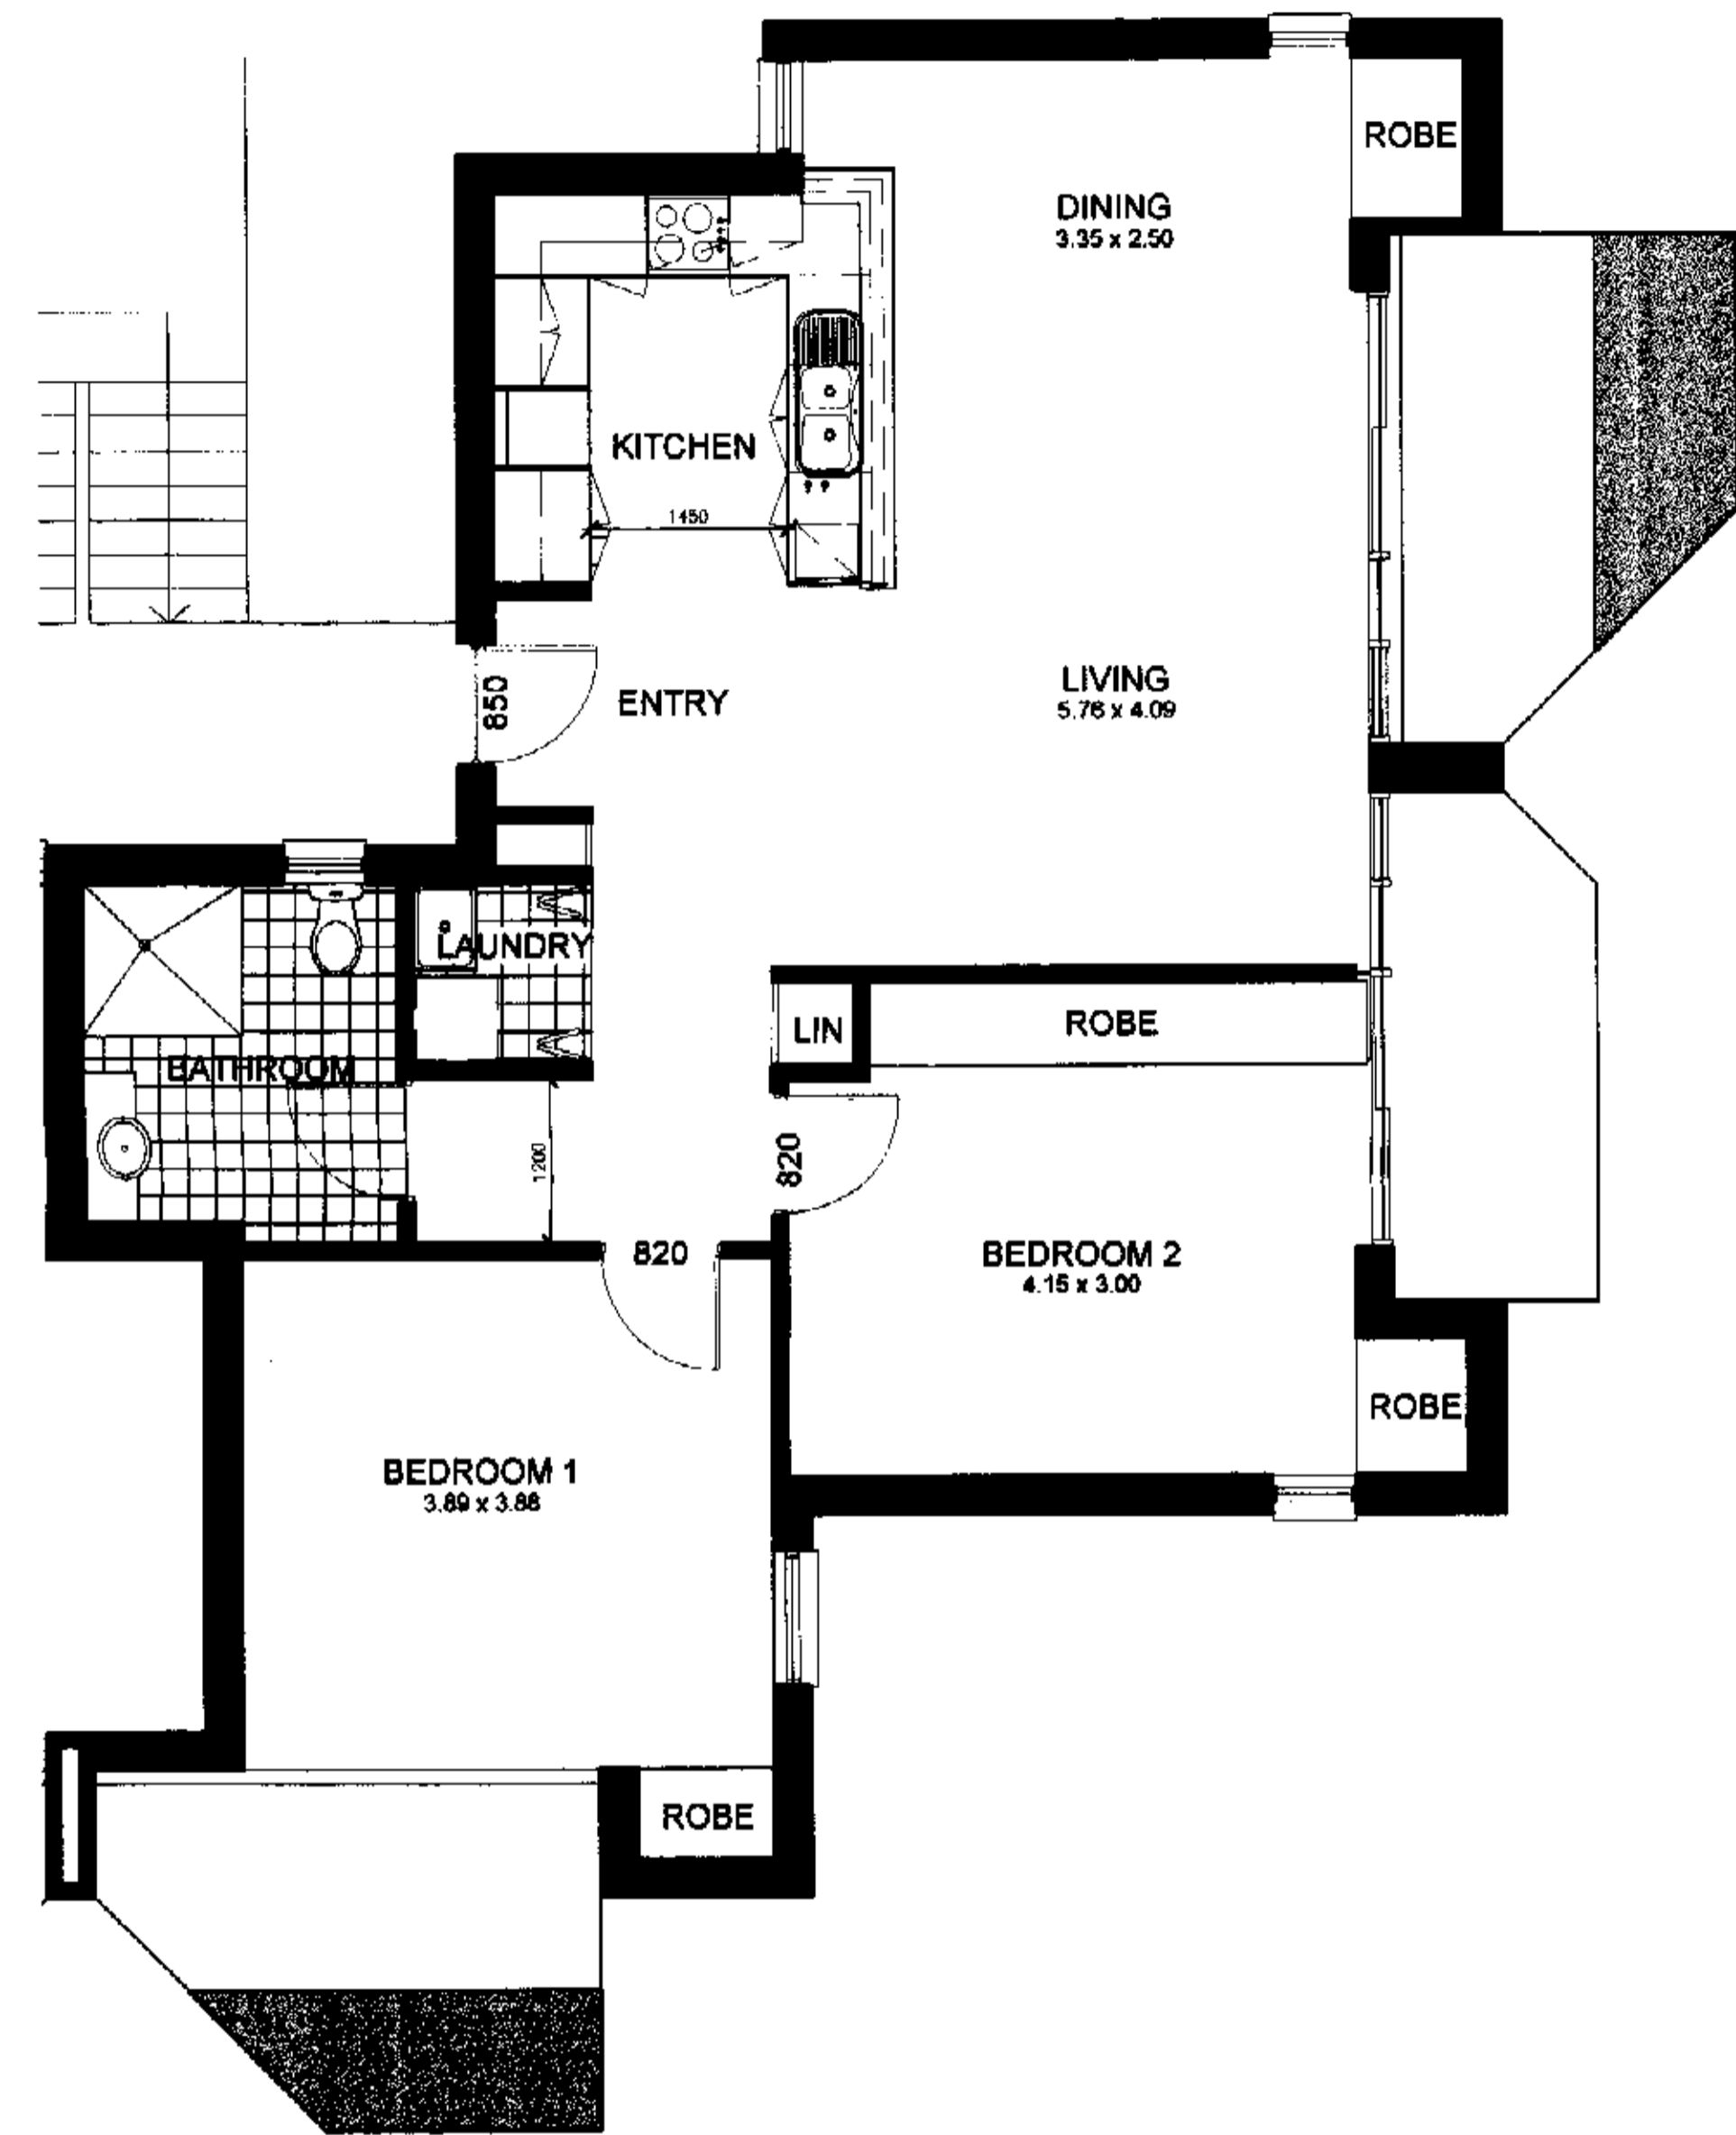 ROBE
DINING
3.35 x 2.50
KITCHEN
1450
LIVING
5.76 x 4.09
850
ENTRY
LAUNDRY
LIN
ROBE
BATHROOM
1200
820
820
BEDROOM 2
4.15 x 3.00
ROBE
BEDROOM 1
3.89 x 3.88
ROBE